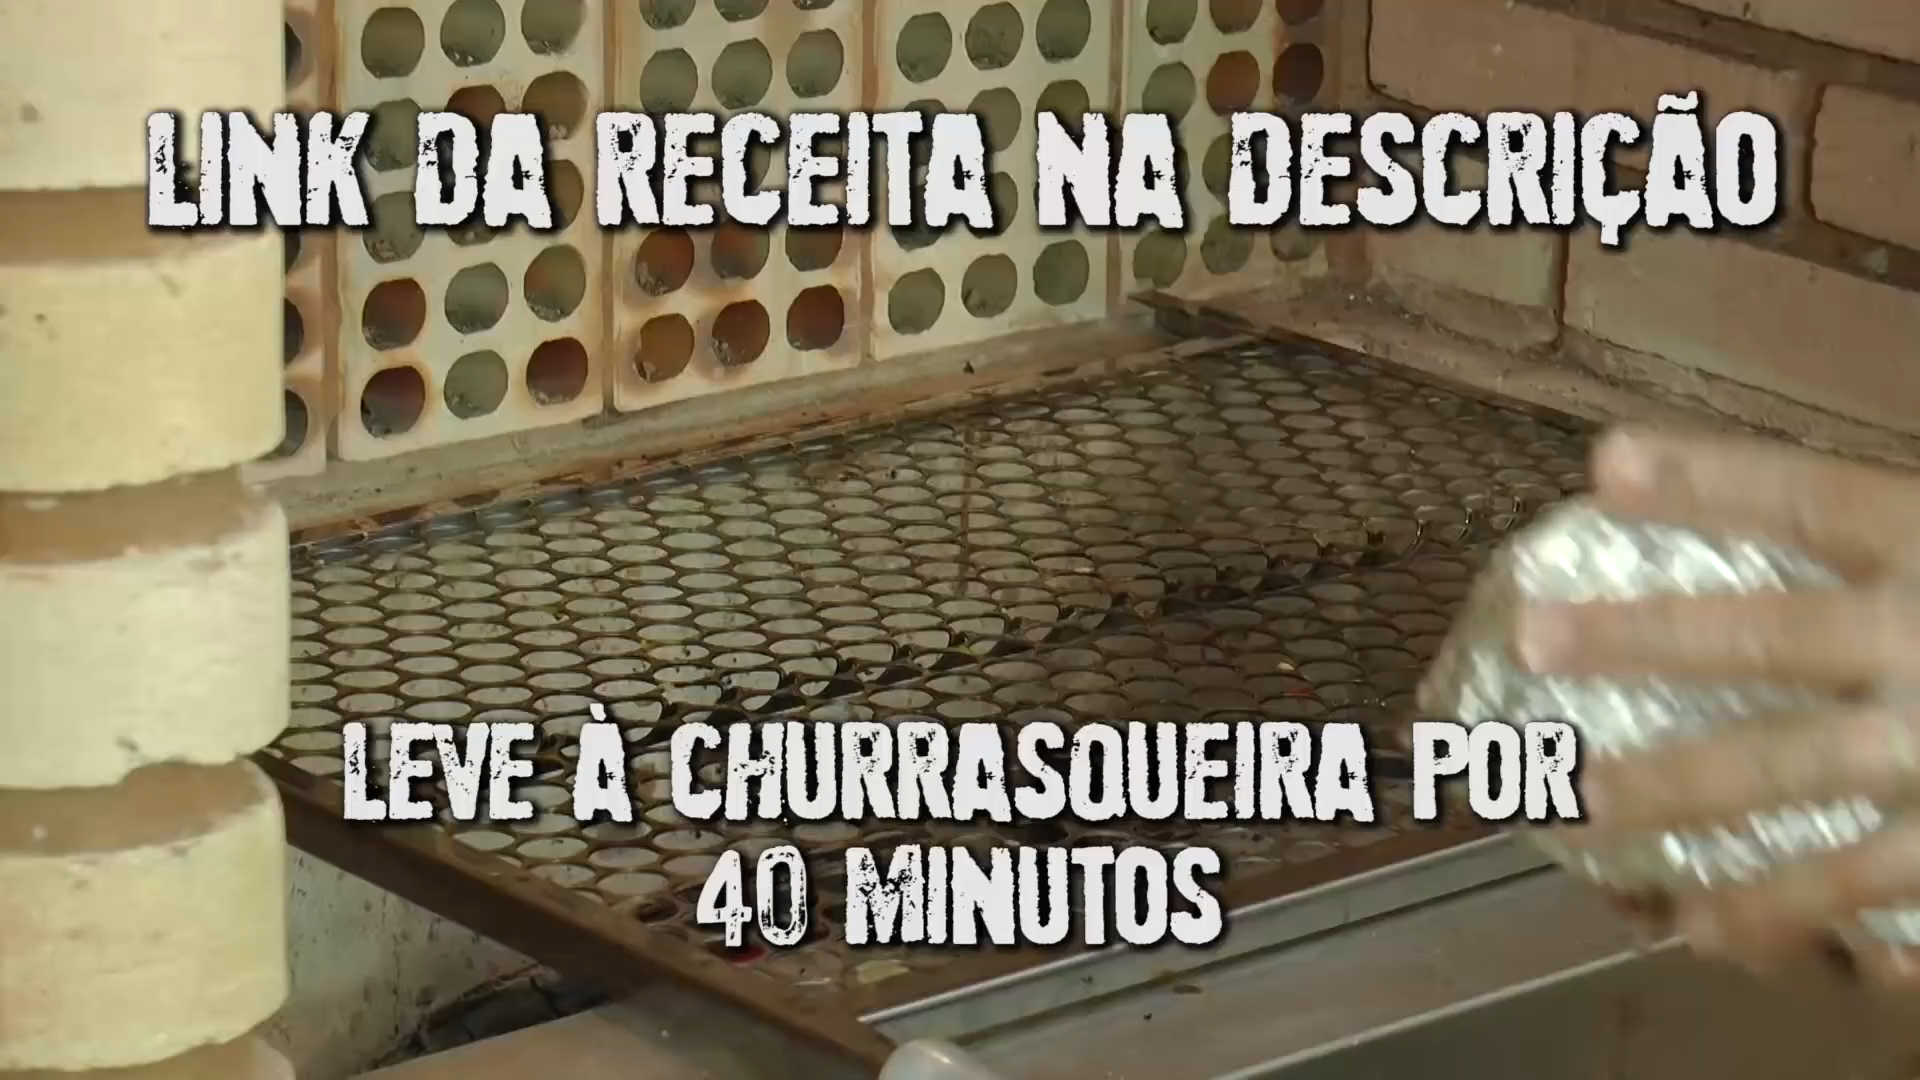 LINK DA RECEITA NA DESCRIÇÃO
LEVE À CHURRASQUEIRA POR
40 MINUTOS